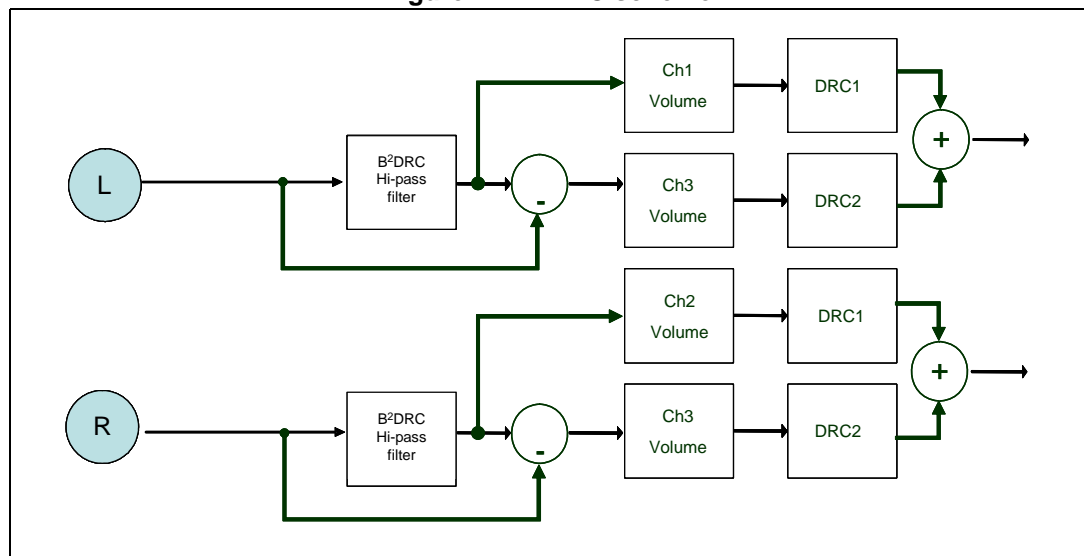 Ch1
Volume
DRC1
+
L
B²DRC
Hi-pass
filter
-
Ch3
Volume
DRC2
Ch2
Volume
DRC1
+
R
B²DRC
Hi-pass
filter
-
Ch3
Volume
DRC2